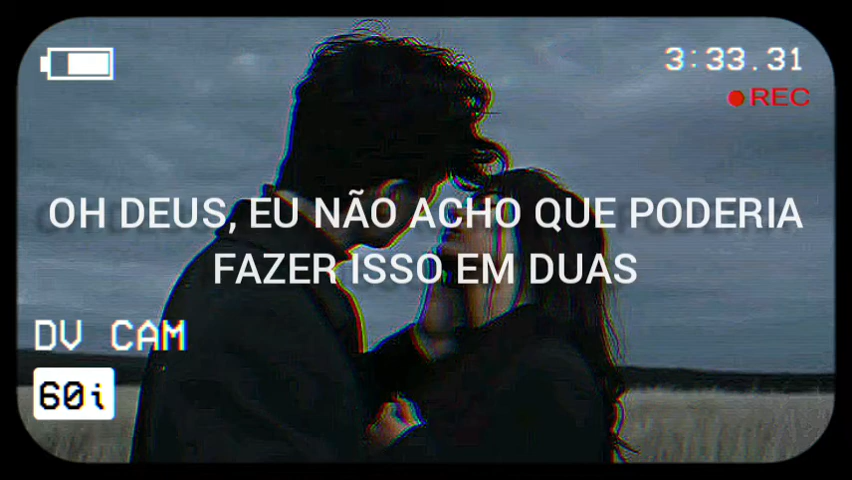 3:33.31
REC
OH DEUS, EU NÃO ACHO QUE PODERIA
FAZER ISSO EM DUAS
DV CAM
60i